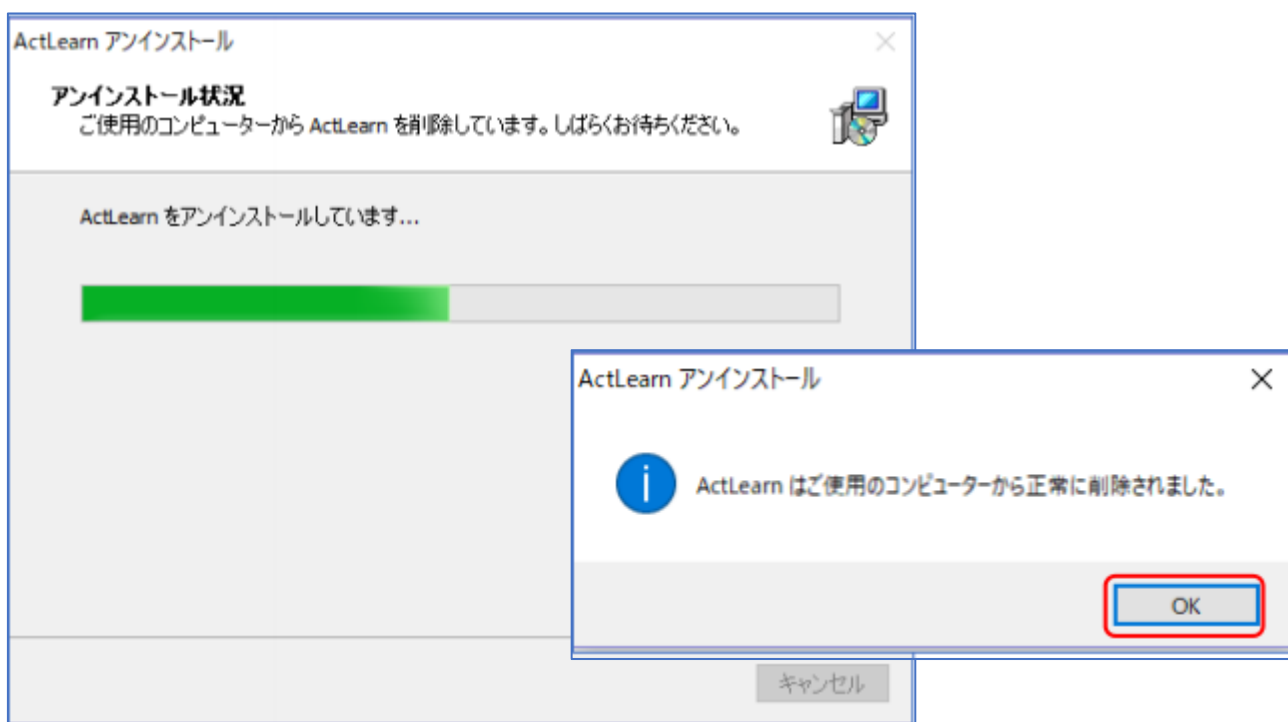 ActLearn アンインストール
アンインストール状況
ご使用のコンピューターから ActLearn を削除しています。しばらくお待ちください。
ActLearn をアンインストールしています...
ActLearn アンインストール
ActLearn はご使用のコンピューターから正常に削除されました。
OK
キャンセル